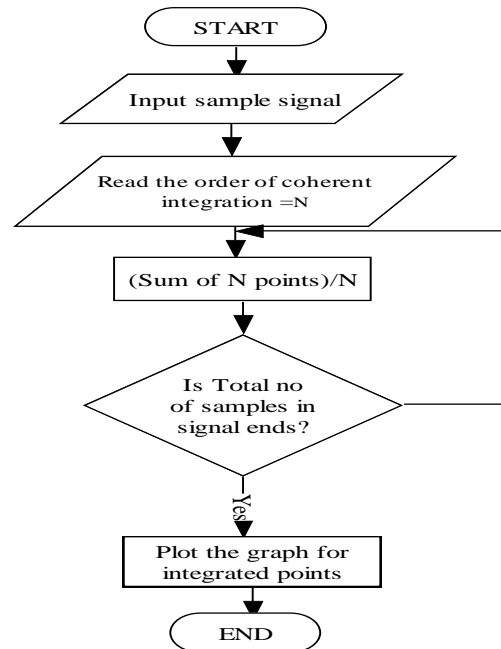 START
Input sample signal
Read the order of coherent
integration =N
(Sum of N points)/N
Is Total no
of samples in
signal ends?
Yes
Plot the graph for
integrated points
END